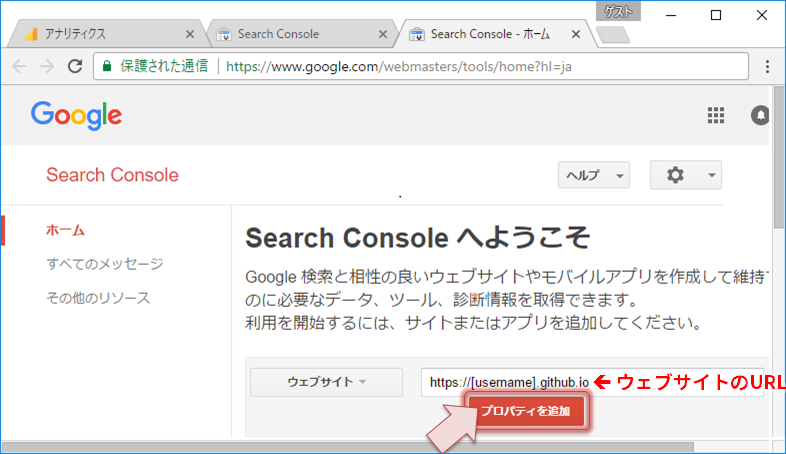 ゲスト
アナリティクス
Search Console
Search Console - ホーム
保護された通信
https://www.google.com/webmasters/tools/home?hl=ja
Google
Search Console
ヘルプ
ホーム
すべてのメッセージ
その他のリソース
Search Console へようこそ
Google 検索と相性の良いウェブサイトやモバイルアプリを作成して維持
のに必要なデータ、ツール、診断情報を取得できます。
利用を開始するには、サイトまたはアプリを追加してください。
ウェブサイト
https://[username].github.io
← ウェブサイトのURL
プロパティを追加